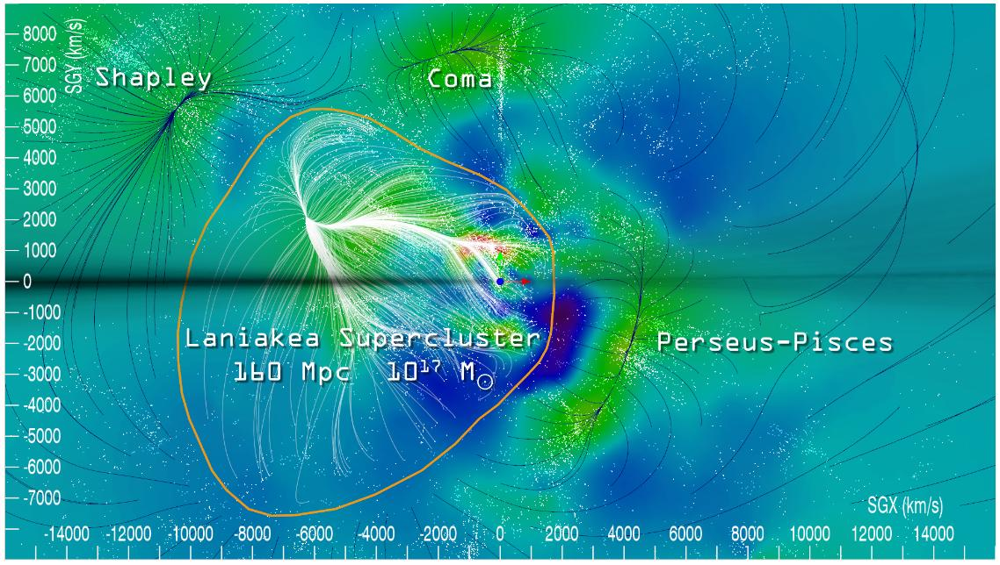 8000
SGY (km/s)
7000
Shapley
Coma
6000
5000
4000
3000
2000
1000
0
-1000
-2000
Laniakea Supercluster
Perseus-Pisces
-3000
160 Mpc 10¹⁷ M☉
-4000
-5000
-6000
-7000
SGX (km/s)
-14000 -12000 -10000 -8000 -6000 -4000 -2000 0 2000 4000 6000 8000 10000 12000 14000